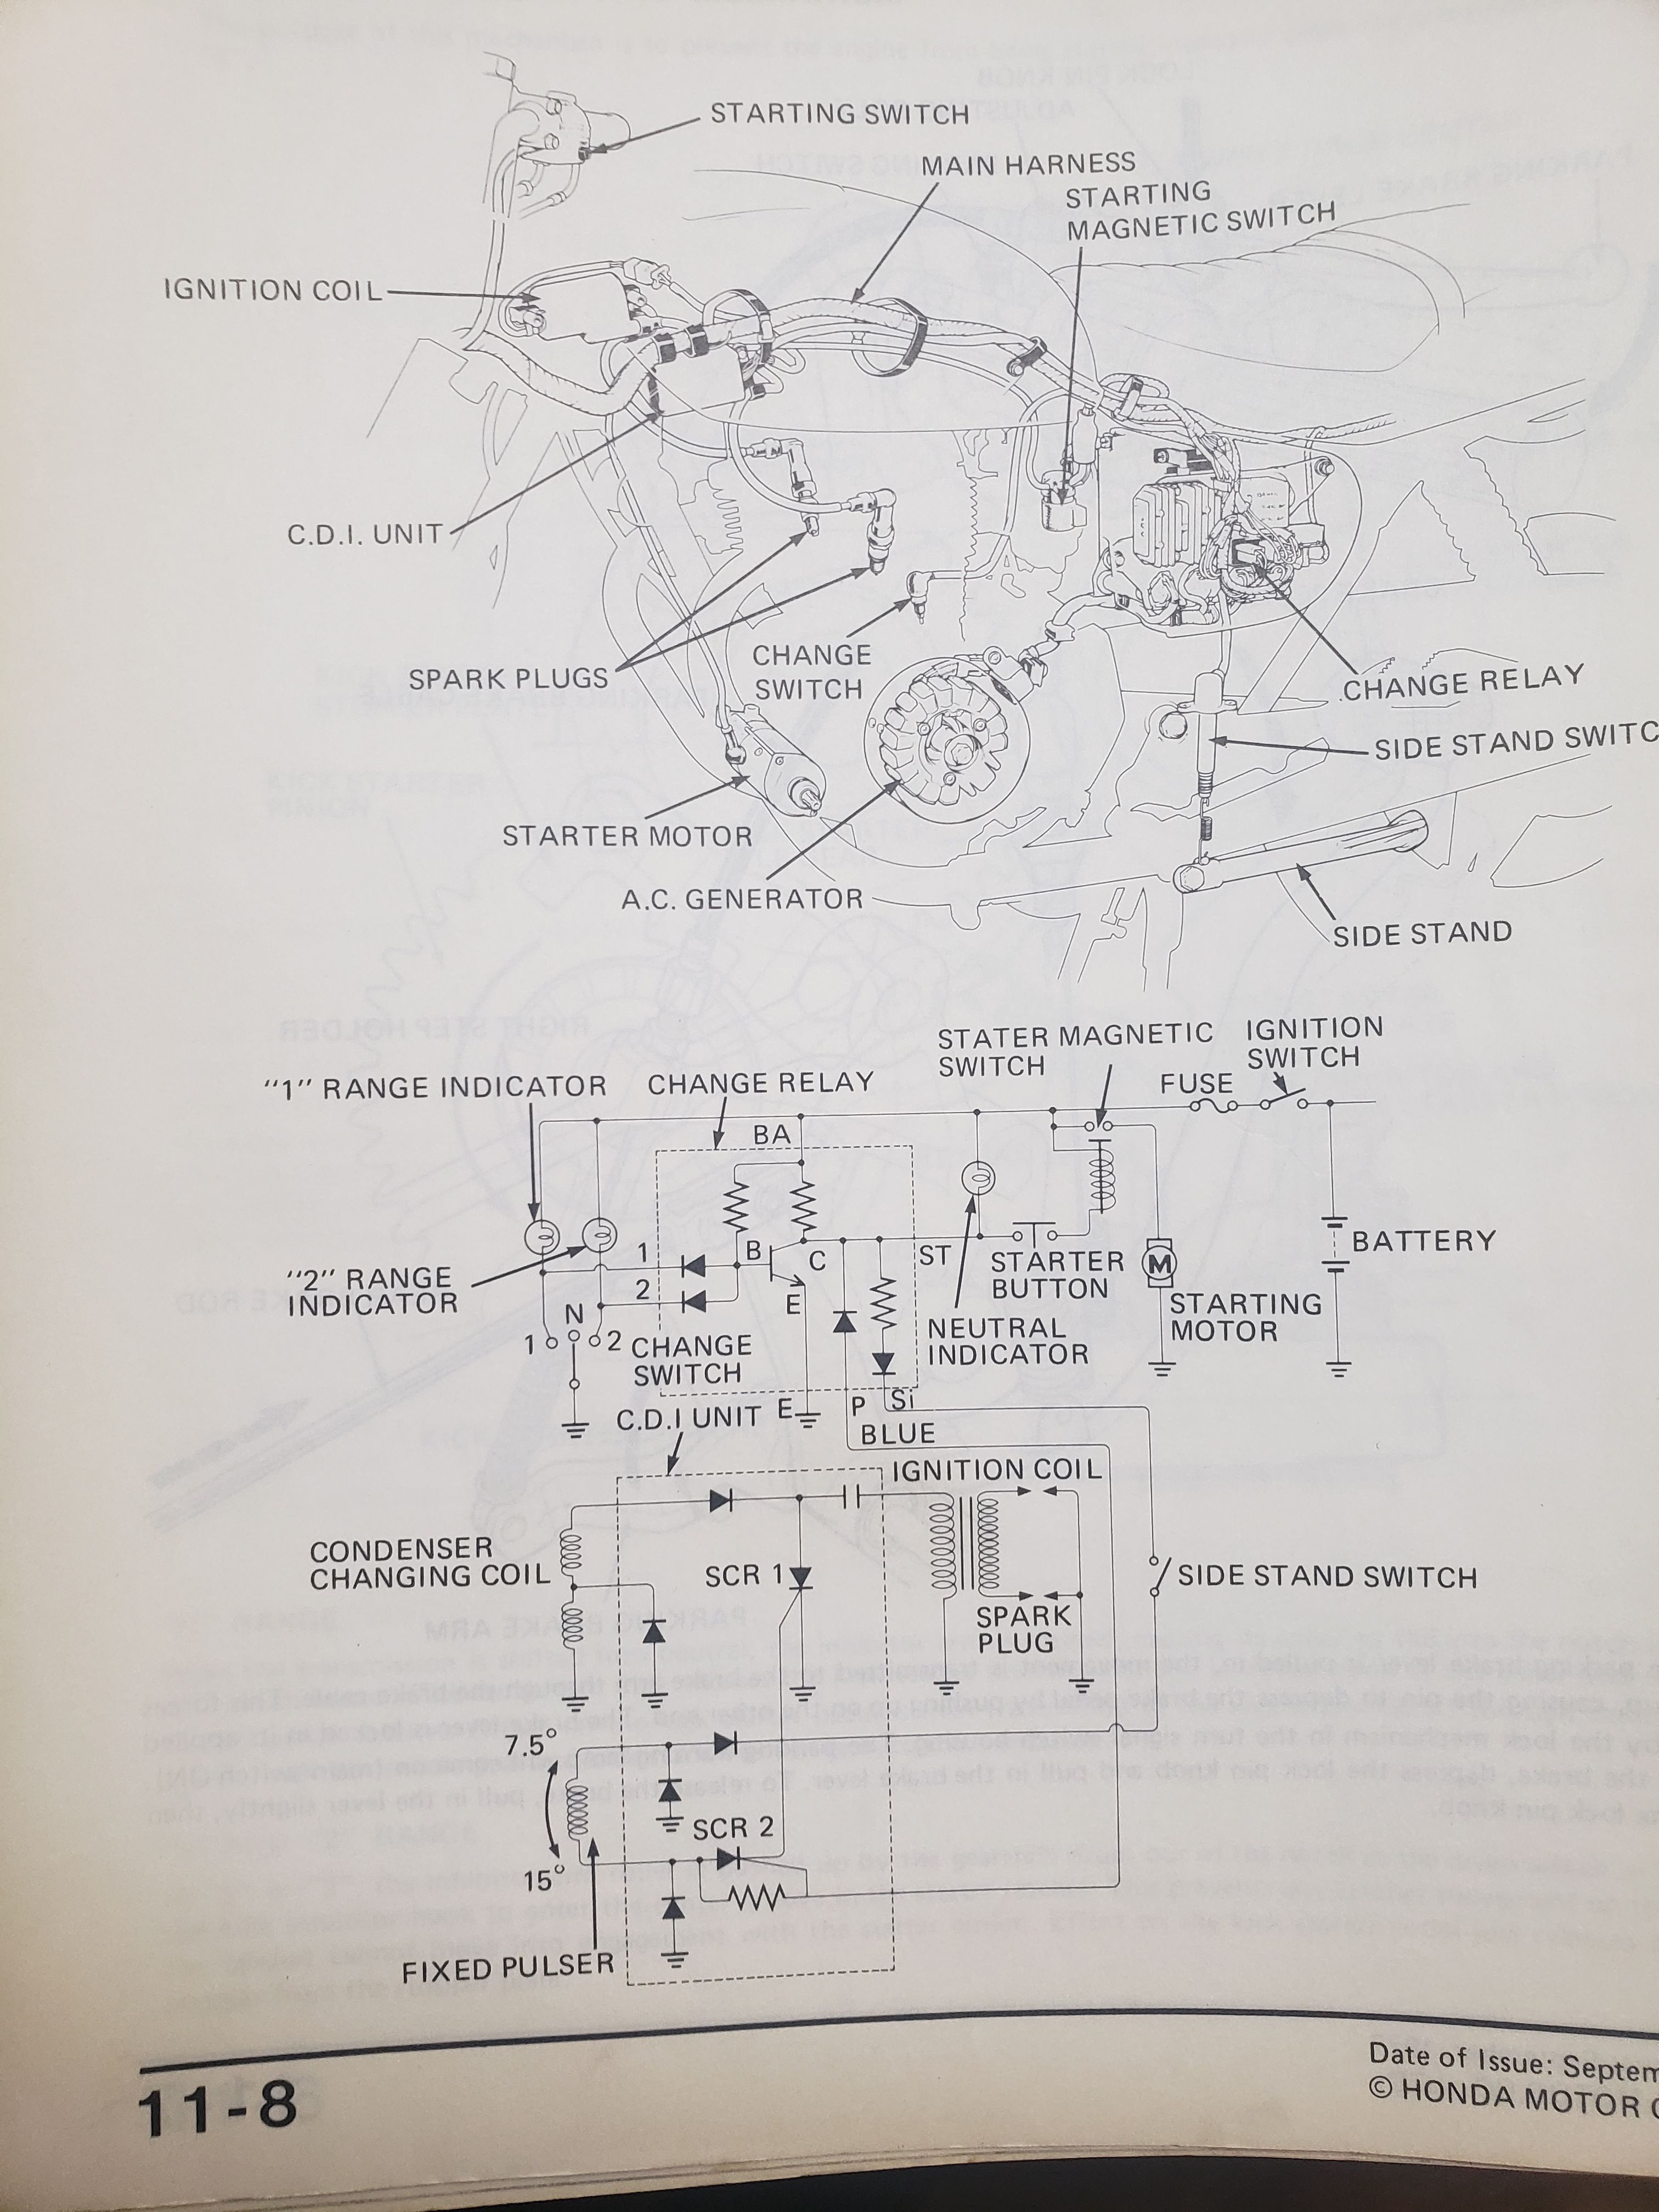 STARTING SWITCH
MAIN HARNESS
STARTING
MAGNETIC SWITCH
IGNITION COIL
C.D.I. UNIT
SPARK PLUGS
CHANGE
SWITCH
CHANGE RELAY
SIDE STAND SWITC
STARTER MOTOR
A.C. GENERATOR
SIDE STAND
STATER MAGNETIC
SWITCH
IGNITION
SWITCH
"1" RANGE INDICATOR
CHANGE RELAY
FUSE
BA
"2" RANGE
INDICATOR
1
2
B
C
E
ST
STARTER
BUTTON
M
BATTERY
N
1
2
CHANGE
SWITCH
NEUTRAL
INDICATOR
STARTING
MOTOR
C.D.I UNIT
E
P
Si
BLUE
IGNITION COIL
CONDENSER
CHANGING COIL
SCR 1
SPARK
PLUG
SIDE STAND SWITCH
7.5°
SCR 2
15°
FIXED PULSER
11-8
Date of Issue: Septem
© HONDA MOTOR C